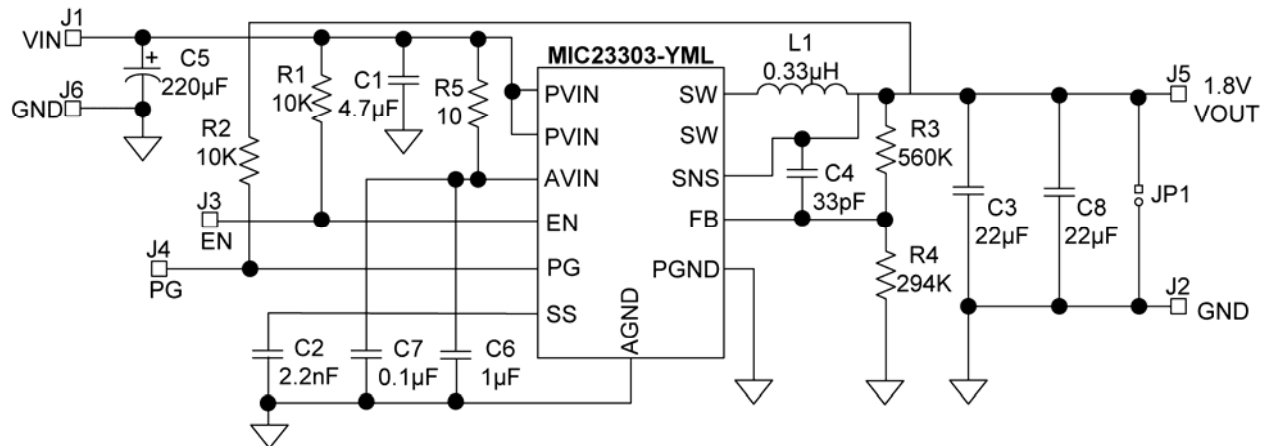 J1
VIN
J6
GND
+
C5
220µF
R2
10K
R1
10K
C1
4.7µF
R5
10
J3
EN
J4
PG
C2
2.2nF
C7
0.1µF
C6
1µF
MIC23303-YML
PVIN
PVIN
AVIN
EN
PG
SS
AGND
SW
SW
SNS
FB
PGND
L1
0.33µH
C4
33pF
R3
560K
R4
294K
C3
22µF
C8
22µF
JP1
J5
1.8V
VOUT
J2
GND